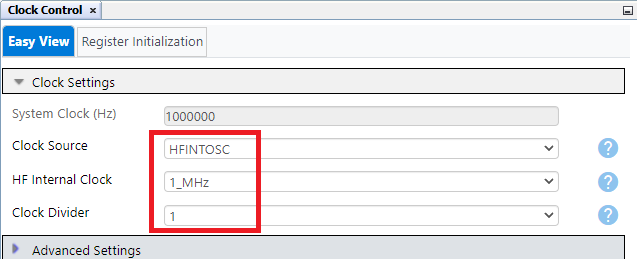 Clock Control ×
Easy View Register Initialization
Clock Settings
System Clock (Hz) 1000000
Clock Source HFINTOSC ?
HF Internal Clock 1_MHz ?
Clock Divider 1 ?
Advanced Settings